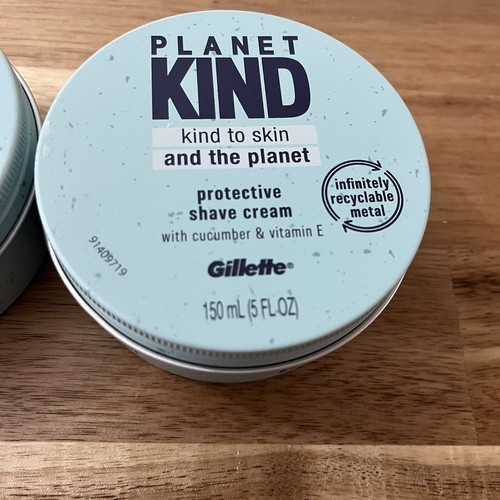 PLANET
KIND
kind to skin
and the planet
protective
shave cream
with cucumber & vitamin E
infinitely
recyclable
metal
91409719
Gillette®
150 mL (5 FL OZ)